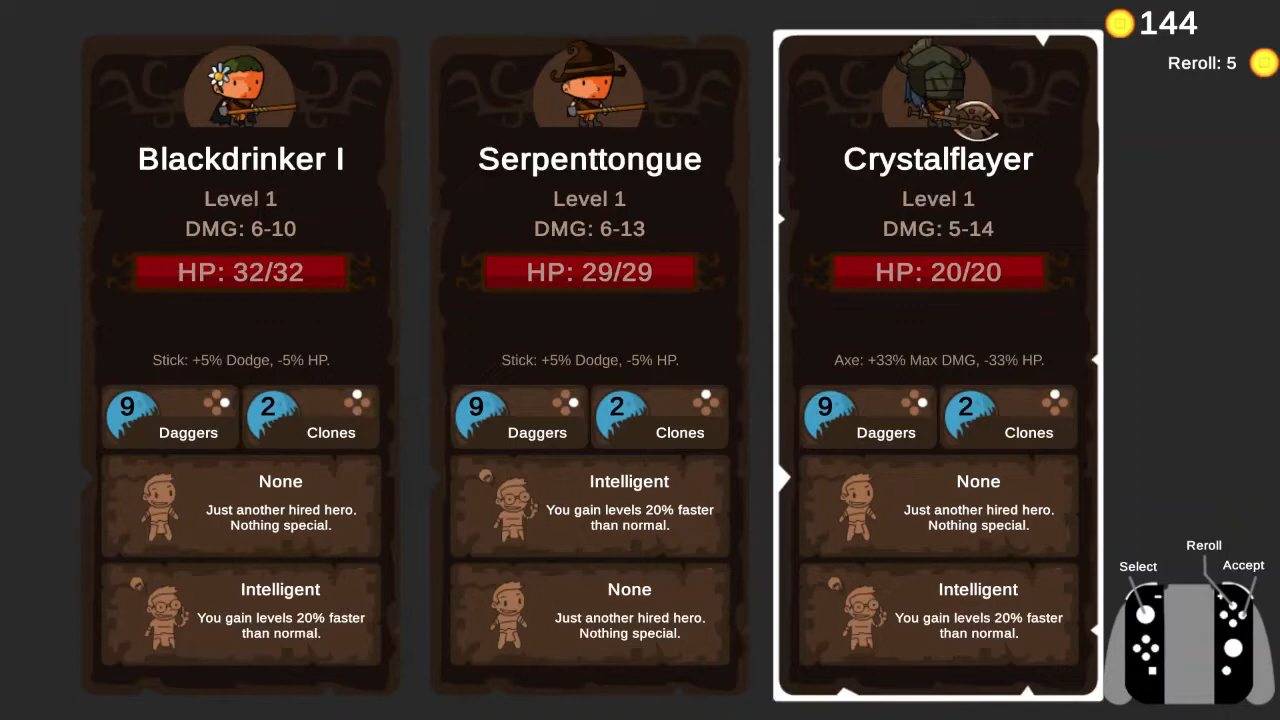 144
Reroll: 5
Blackdrinker I
Level 1
DMG: 6-10
HP: 32/32
Stick: +5% Dodge, -5% HP.
9
Daggers
2
Clones
None
Just another hired hero.
Nothing special.
Intelligent
You gain levels 20% faster
than normal.
Serpenttongue
Level 1
DMG: 6-13
HP: 29/29
Stick: +5% Dodge, -5% HP.
9
Daggers
2
Clones
Intelligent
You gain levels 20% faster
than normal.
None
Just another hired hero.
Nothing special.
Crystalflayer
Level 1
DMG: 5-14
HP: 20/20
Axe: +33% Max DMG, -33% HP.
9
Daggers
2
Clones
None
Just another hired hero.
Nothing special.
Intelligent
You gain levels 20% faster
than normal.
Reroll
Select
Accept